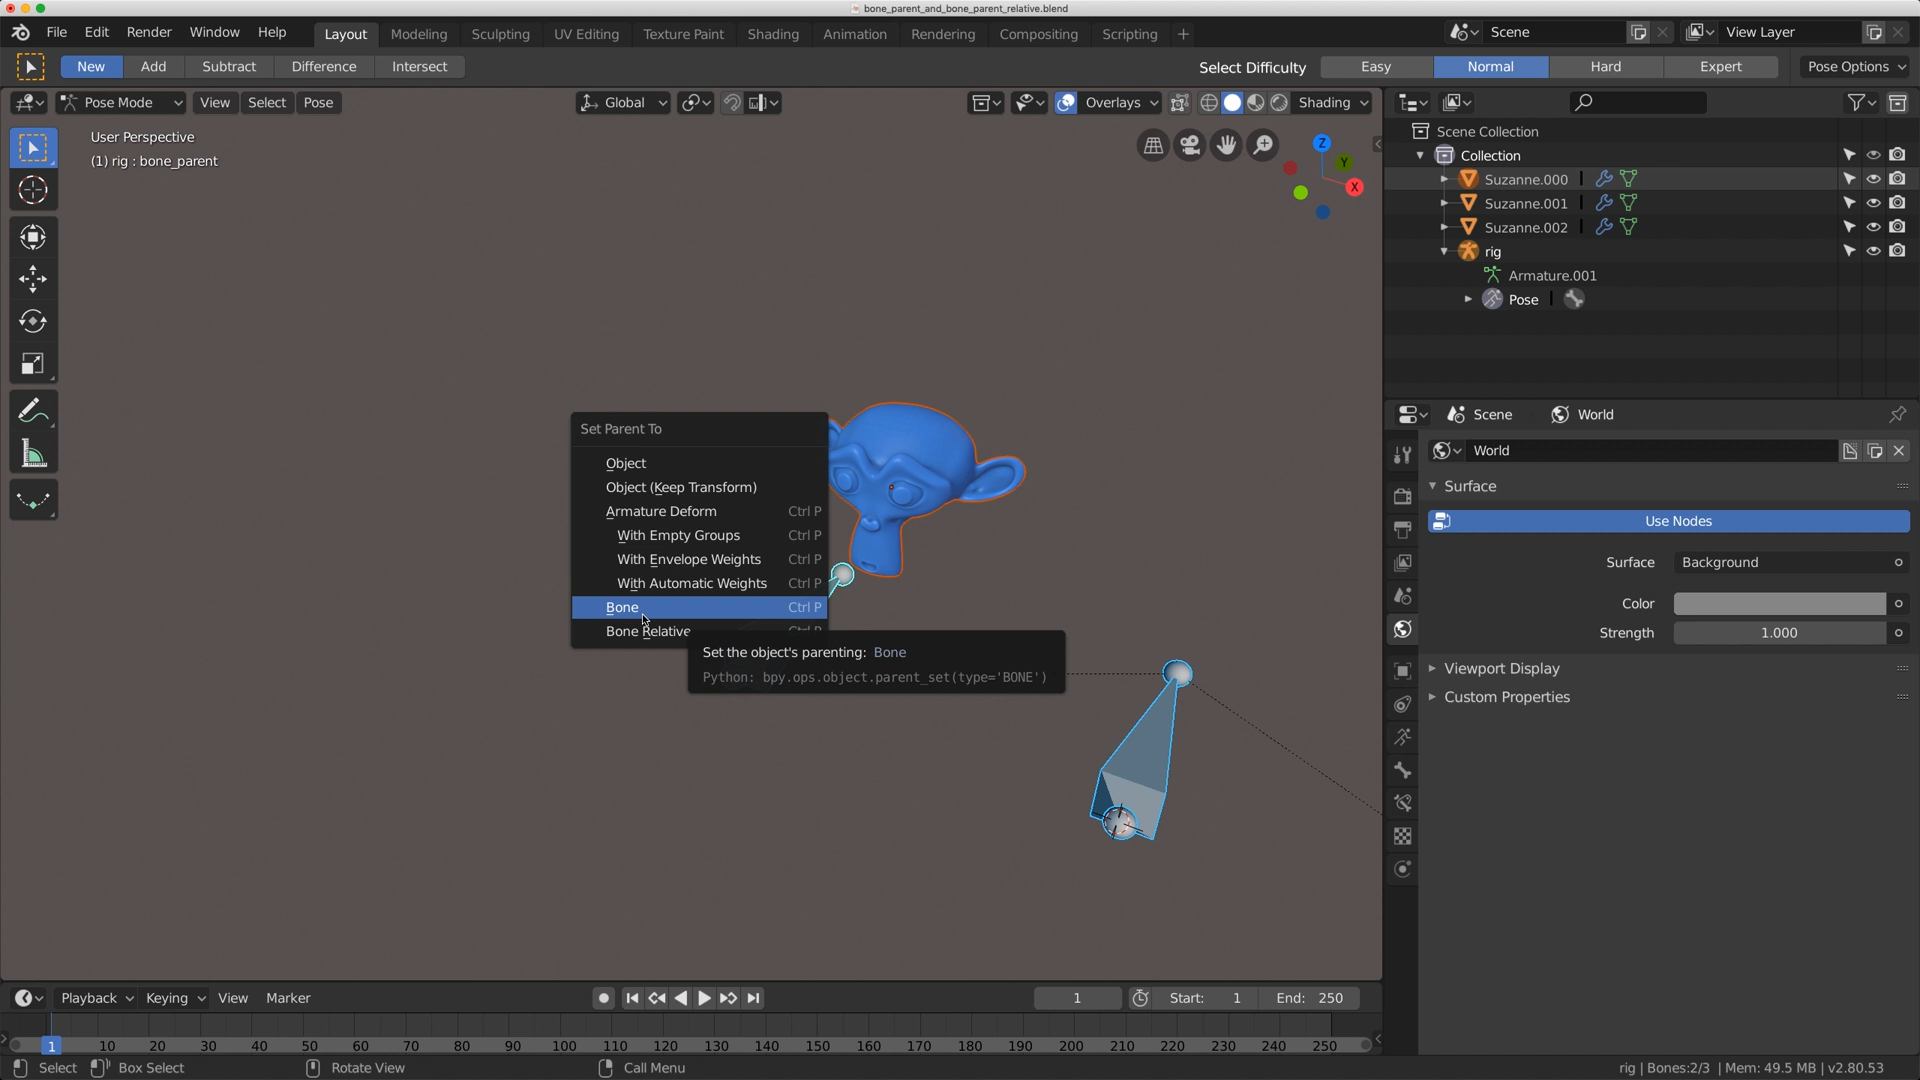 bone_parent_and_bone_parent_relative.blend
File Edit Render Window Help Layout Modeling Sculpting UV Editing Texture Paint Shading Animation Rendering Compositing Scripting + Scene View Layer
New Add Subtract Difference Intersect Select Difficulty Easy Normal Hard Expert Pose Options
Pose Mode View Select Pose Global Overlays Shading
User Perspective
(1) rig : bone_parent
Z
Y
X
Scene Collection
Collection
Suzanne.000
Suzanne.001
Suzanne.002
rig
Armature.001
Pose
Set Parent To
Object
Object (Keep Transform)
Armature Deform Ctrl P
With Empty Groups Ctrl P
With Envelope Weights Ctrl P
With Automatic Weights Ctrl P
Bone Ctrl P
Bone Relative Ctrl P
Set the object's parenting: Bone
Python: bpy.ops.object.parent_set(type='BONE')
Scene World
World
Surface
Use Nodes
Surface Background
Color
Strength 1.000
Viewport Display
Custom Properties
Playback Keying View Marker 1 Start: 1 End: 250
1 10 20 30 40 50 60 70 80 90 100 110 120 130 140 150 160 170 180 190 200 210 220 230 240 250
Select Box Select Rotate View Call Menu rig | Bones:2/3 | Mem: 49.5 MB | v2.80.53